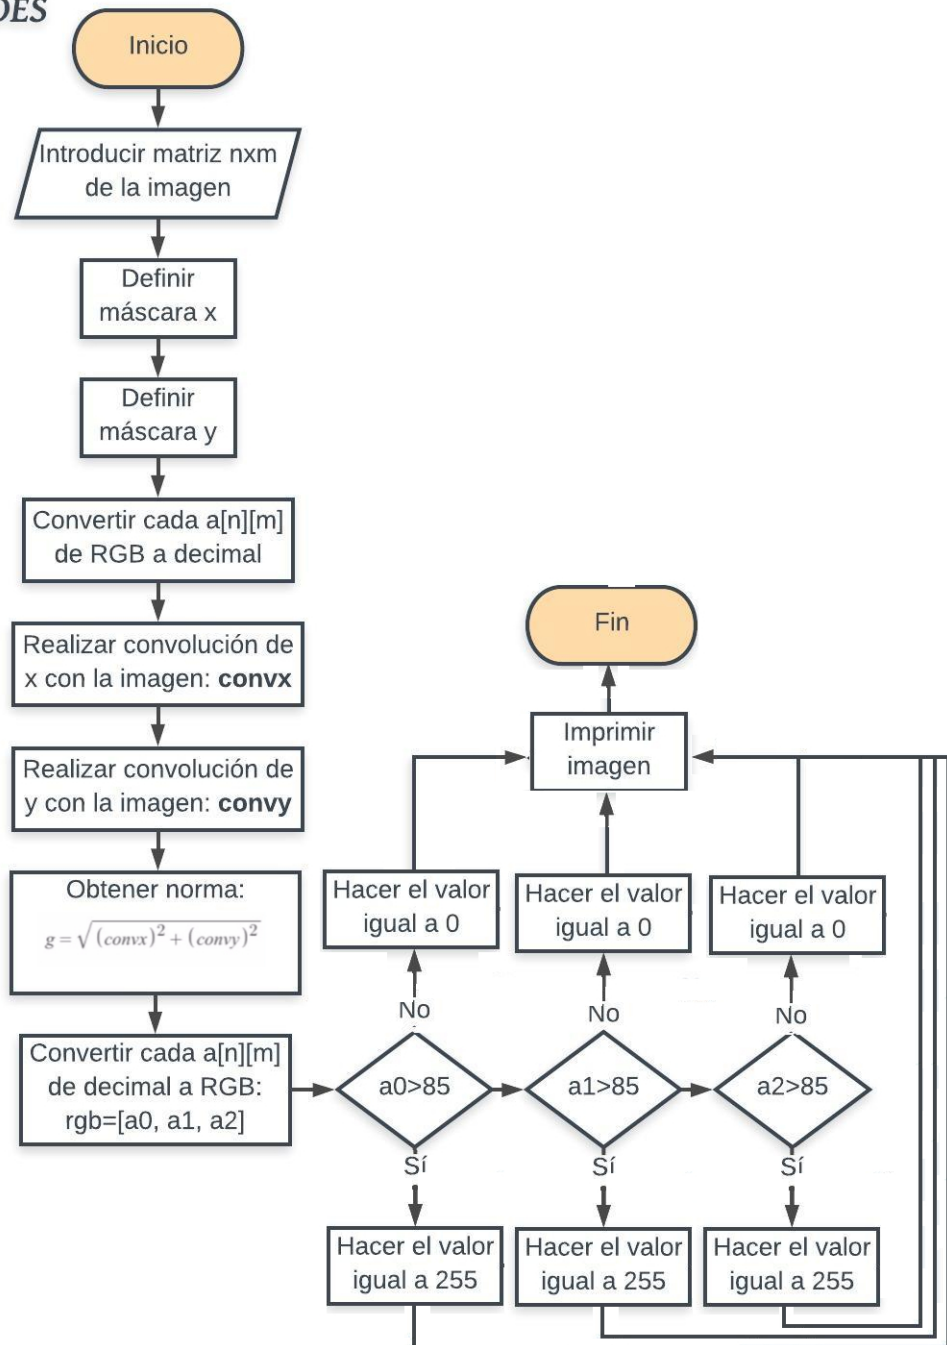 Inicio
Introducir matriz nxm
de la imagen
Definir
máscara x
Definir
máscara y
Convertir cada a[n][m]
de RGB a decimal
Realizar convolución de
x con la imagen: convx
Realizar convolución de
y con la imagen: convy
Obtener norma:
g = √(convx)² + (convy)²
Convertir cada a[n][m]
de decimal a RGB:
rgb=[a0, a1, a2]
a0>85
No
Hacer el valor
igual a 0
Sí
Hacer el valor
igual a 255
a1>85
No
Hacer el valor
igual a 0
Sí
Hacer el valor
igual a 255
a2>85
No
Hacer el valor
igual a 0
Sí
Hacer el valor
igual a 255
Imprimir
imagen
Fin